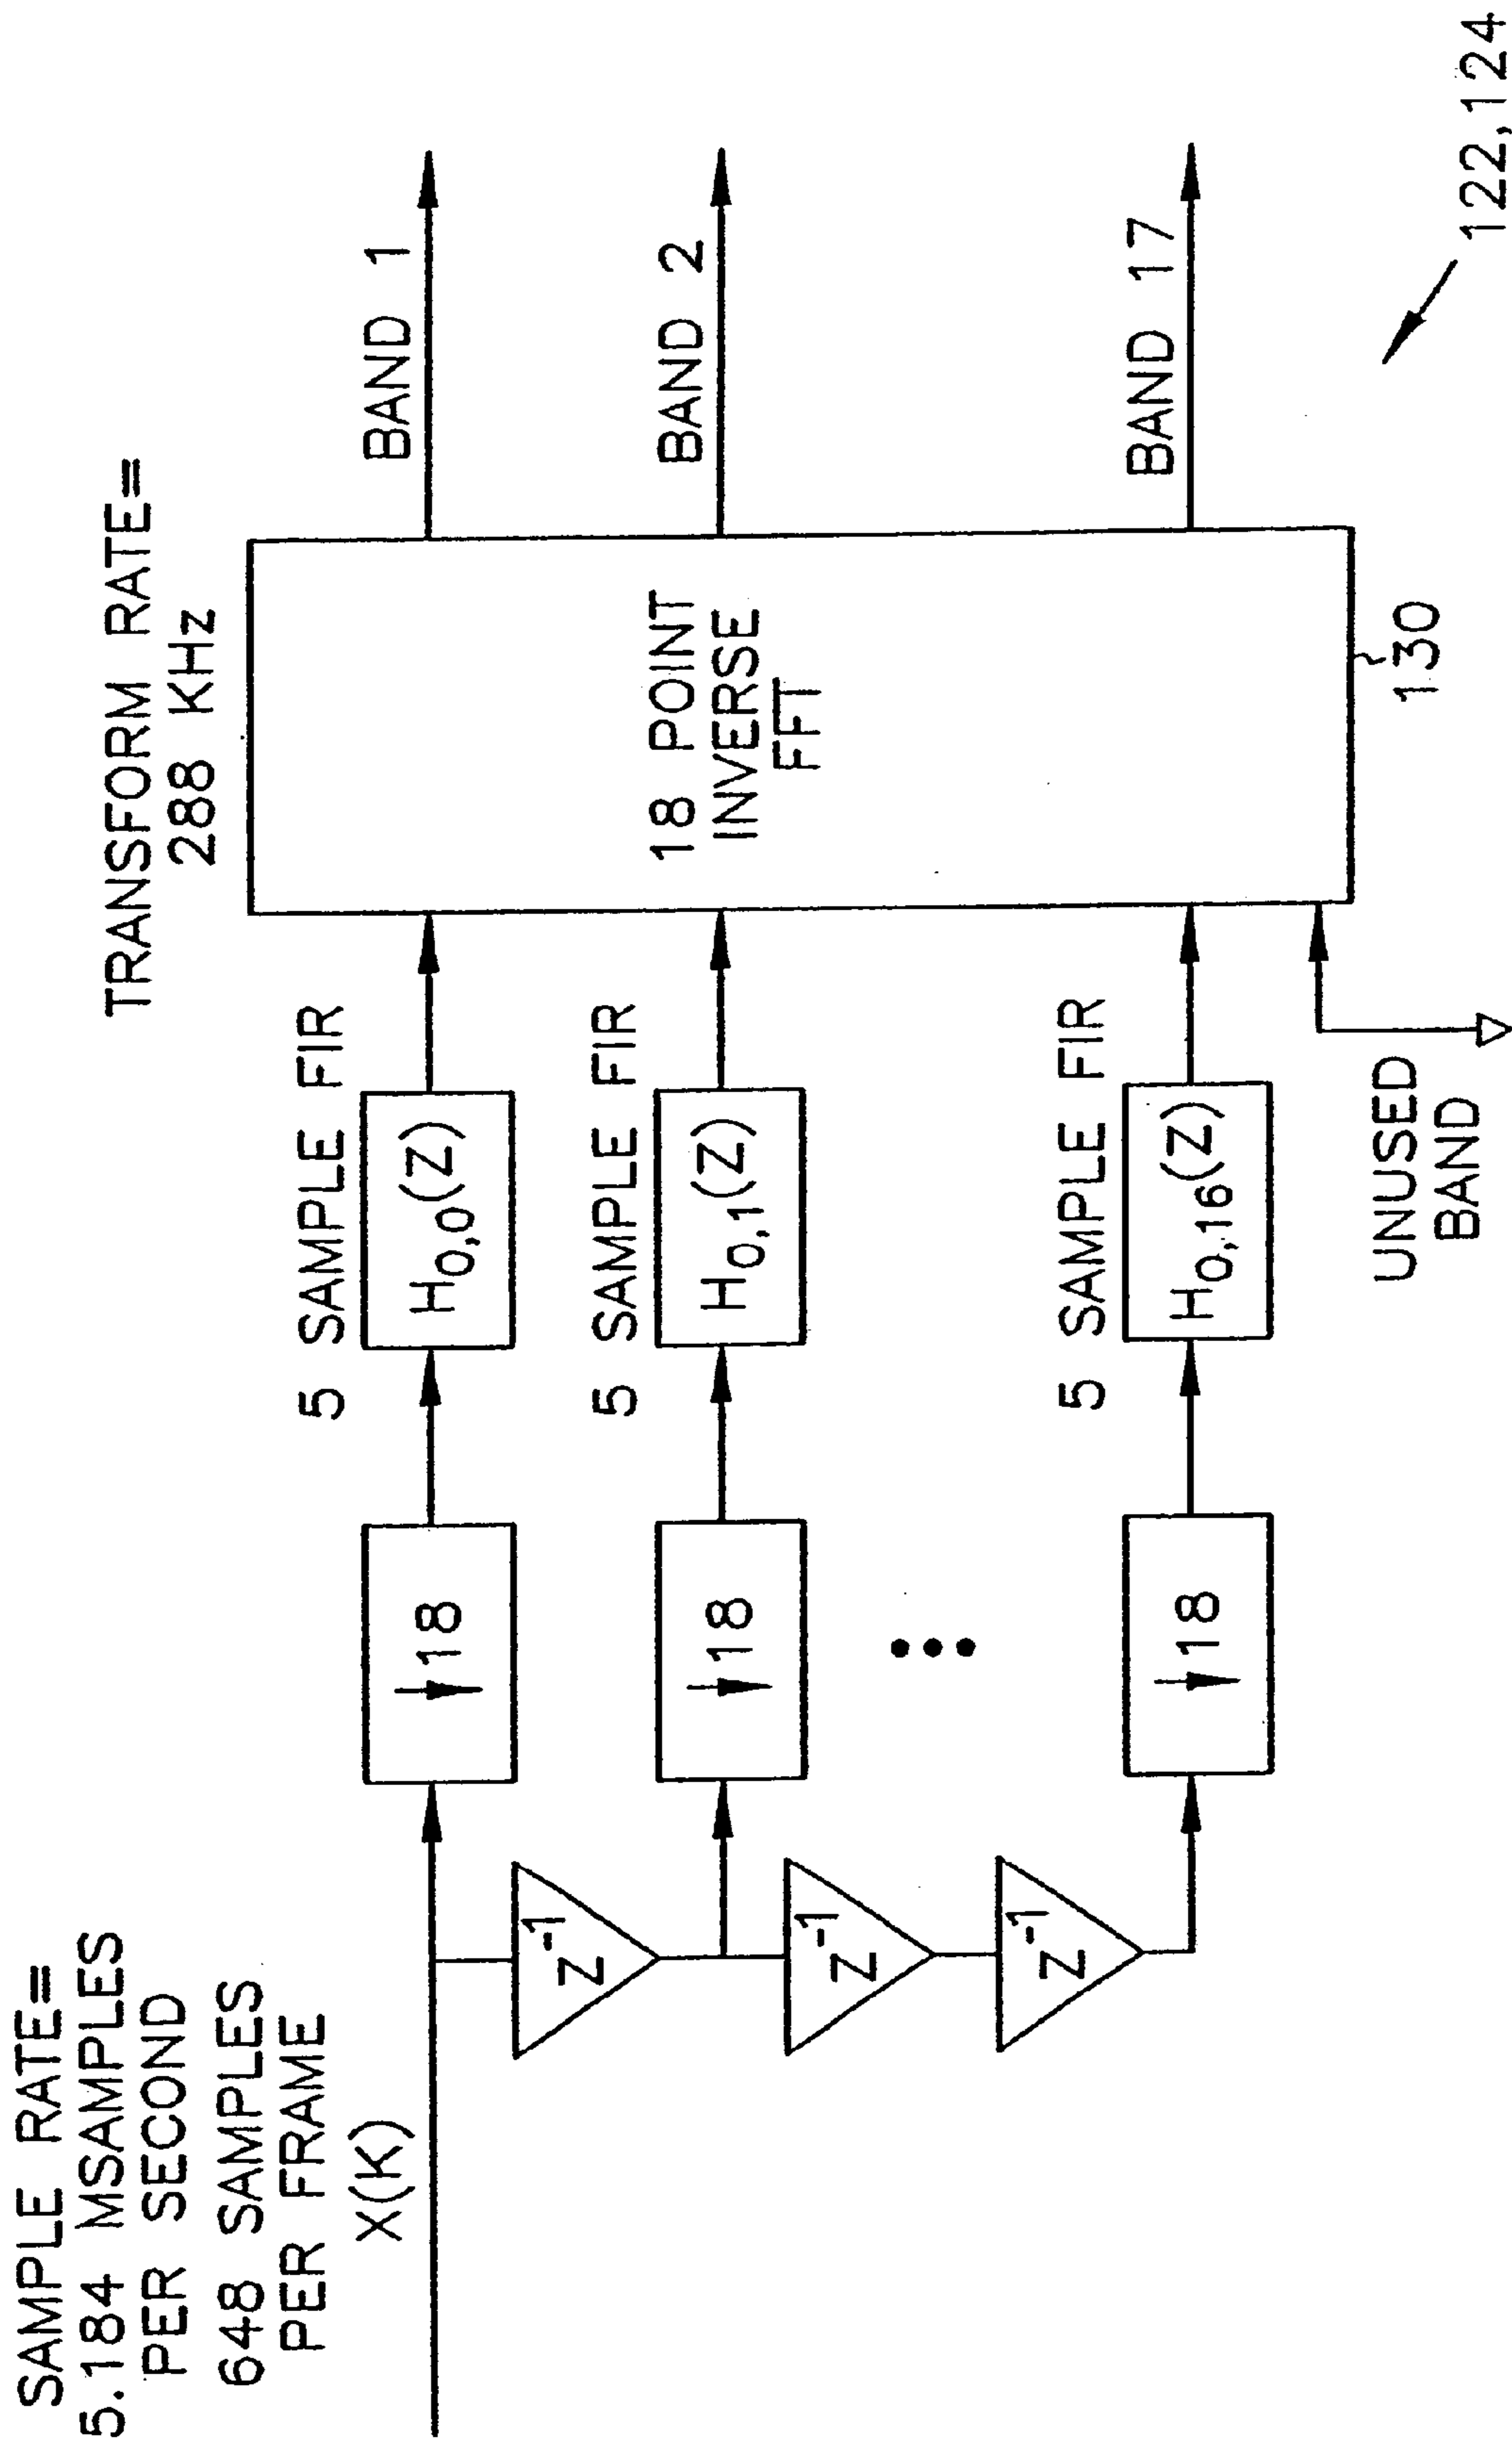 SAMPLE RATE=
5.184 MSAMPLES
PER SECOND
648 SAMPLES
PER FRAME
X(K)
Z-1
Z-1
Z-1
↓18
↓18
↓18
5 SAMPLE FIR
H0,0(Z)
5 SAMPLE FIR
H0,1(Z)
5 SAMPLE FIR
H0,16(Z)
UNUSED
BAND
TRANSFORM RATE=
288 KHz
18 POINT
INVERSE
FFT
130
BAND 1
BAND 2
BAND 17
122,124